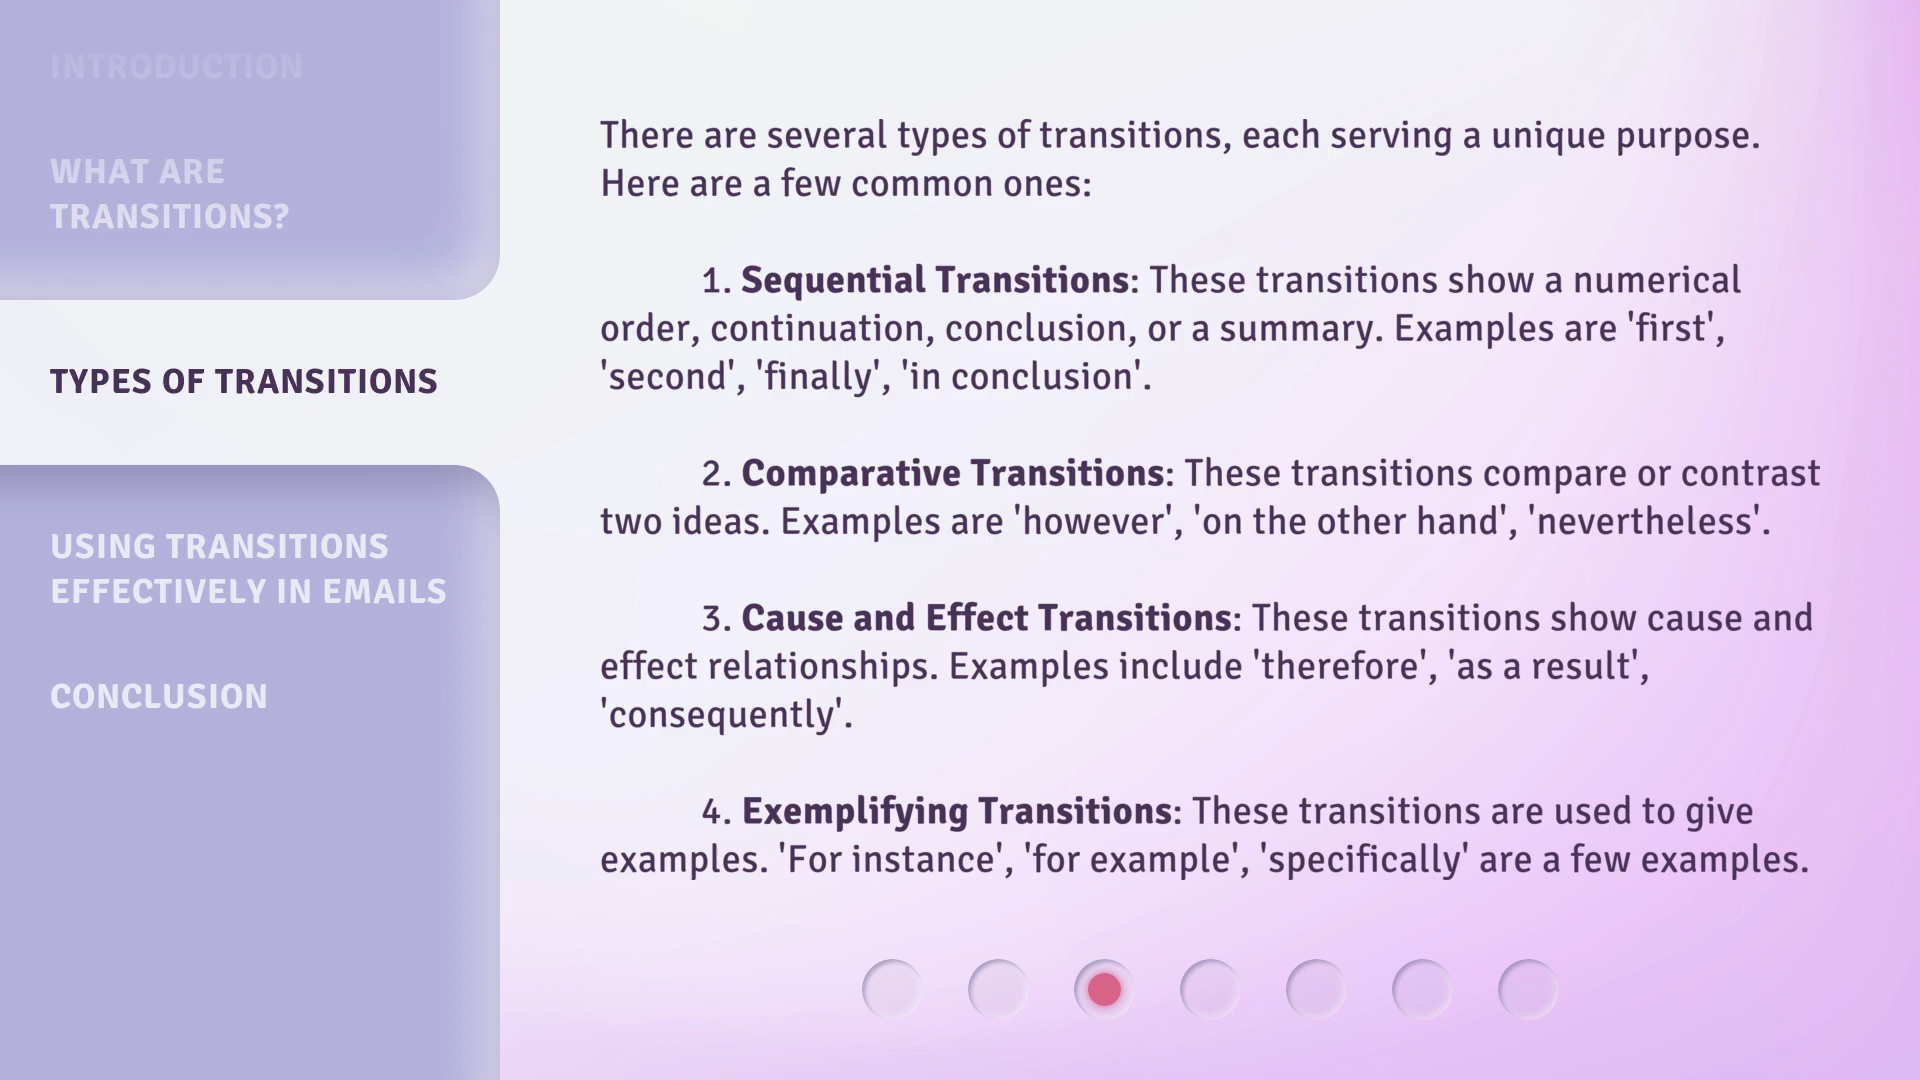 INTRODUCTION
WHAT ARE
TRANSITIONS?
TYPES OF TRANSITIONS
USING TRANSITIONS
EFFECTIVELY IN EMAILS
CONCLUSION
There are several types of transitions, each serving a unique purpose.
Here are a few common ones:
1. Sequential Transitions: These transitions show a numerical
order, continuation, conclusion, or a summary. Examples are 'first',
'second', 'finally', 'in conclusion'.
2. Comparative Transitions: These transitions compare or contrast
two ideas. Examples are 'however', 'on the other hand', 'nevertheless'.
3. Cause and Effect Transitions: These transitions show cause and
effect relationships. Examples include 'therefore', 'as a result',
'consequently'.
4. Exemplifying Transitions: These transitions are used to give
examples. 'For instance', 'for example', 'specifically' are a few examples.